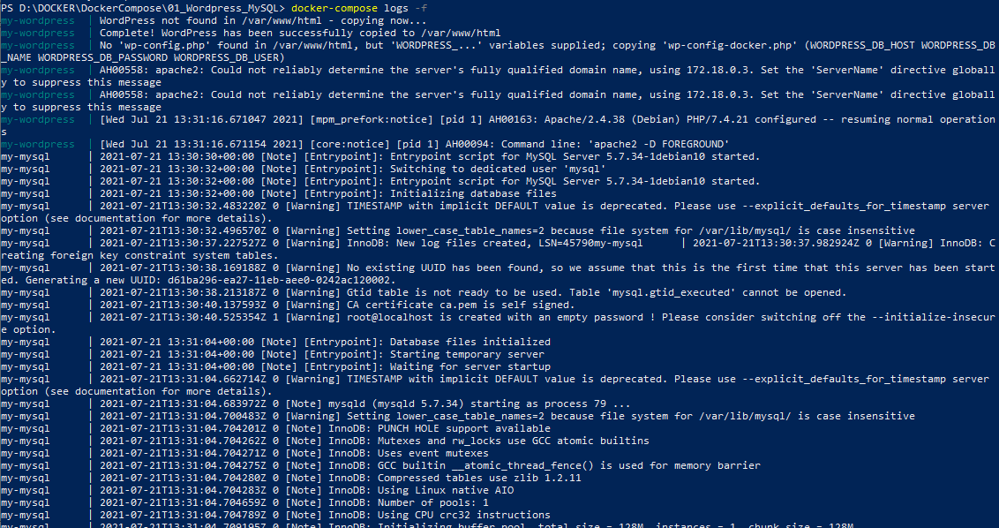 PS D:\DOCKER\DockerCompose\01_Wordpress_MySQL> docker-compose logs -f
my-wordpress  | WordPress not found in /var/www/html - copying now...
my-wordpress  | Complete! WordPress has been successfully copied to /var/www/html
my-wordpress  | No 'wp-config.php' found in /var/www/html, but 'WORDPRESS_...' variables supplied; copying 'wp-config-docker.php' (WORDPRESS_DB_HOST WORDPRESS_DB
_NAME WORDPRESS_DB_PASSWORD WORDPRESS_DB_USER)
my-wordpress  | AH00558: apache2: Could not reliably determine the server's fully qualified domain name, using 172.18.0.3. Set the 'ServerName' directive globall
y to suppress this message
my-wordpress  | AH00558: apache2: Could not reliably determine the server's fully qualified domain name, using 172.18.0.3. Set the 'ServerName' directive globall
y to suppress this message
my-wordpress  | [Wed Jul 21 13:31:16.671047 2021] [mpm_prefork:notice] [pid 1] AH00163: Apache/2.4.38 (Debian) PHP/7.4.21 configured -- resuming normal operation
s
my-wordpress  | [Wed Jul 21 13:31:16.671154 2021] [core:notice] [pid 1] AH00094: Command line: 'apache2 -D FOREGROUND'
my-mysql      | 2021-07-21 13:30:30+00:00 [Note] [Entrypoint]: Entrypoint script for MySQL Server 5.7.34-1debian10 started.
my-mysql      | 2021-07-21 13:30:32+00:00 [Note] [Entrypoint]: Switching to dedicated user 'mysql'
my-mysql      | 2021-07-21 13:30:32+00:00 [Note] [Entrypoint]: Entrypoint script for MySQL Server 5.7.34-1debian10 started.
my-mysql      | 2021-07-21 13:30:32+00:00 [Note] [Entrypoint]: Initializing database files
my-mysql      | 2021-07-21T13:30:32.483220Z 0 [Warning] TIMESTAMP with implicit DEFAULT value is deprecated. Please use --explicit_defaults_for_timestamp server
option (see documentation for more details).
my-mysql      | 2021-07-21T13:30:32.496570Z 0 [Warning] Setting lower_case_table_names=2 because file system for /var/lib/mysql/ is case insensitive
my-mysql      | 2021-07-21T13:30:37.227527Z 0 [Warning] InnoDB: New log files created, LSN=45790my-mysql      | 2021-07-21T13:30:37.982924Z 0 [Warning] InnoDB: C
reating foreign key constraint system tables.
my-mysql      | 2021-07-21T13:30:38.169188Z 0 [Warning] No existing UUID has been found, so we assume that this is the first time that this server has been start
ed. Generating a new UUID: d61ba296-ea27-11eb-aee0-0242ac120002.
my-mysql      | 2021-07-21T13:30:38.213187Z 0 [Warning] Gtid table is not ready to be used. Table 'mysql.gtid_executed' cannot be opened.
my-mysql      | 2021-07-21T13:30:40.137593Z 0 [Warning] CA certificate ca.pem is self signed.
my-mysql      | 2021-07-21T13:30:40.525354Z 1 [Warning] root@localhost is created with an empty password ! Please consider switching off the --initialize-insecur
e option.
my-mysql      | 2021-07-21 13:31:04+00:00 [Note] [Entrypoint]: Database files initialized
my-mysql      | 2021-07-21 13:31:04+00:00 [Note] [Entrypoint]: Starting temporary server
my-mysql      | 2021-07-21 13:31:04+00:00 [Note] [Entrypoint]: Waiting for server startup
my-mysql      | 2021-07-21T13:31:04.662714Z 0 [Warning] TIMESTAMP with implicit DEFAULT value is deprecated. Please use --explicit_defaults_for_timestamp server
option (see documentation for more details).
my-mysql      | 2021-07-21T13:31:04.683972Z 0 [Note] mysqld (mysqld 5.7.34) starting as process 79 ...
my-mysql      | 2021-07-21T13:31:04.700483Z 0 [Warning] Setting lower_case_table_names=2 because file system for /var/lib/mysql/ is case insensitive
my-mysql      | 2021-07-21T13:31:04.704201Z 0 [Note] InnoDB: PUNCH HOLE support available
my-mysql      | 2021-07-21T13:31:04.704262Z 0 [Note] InnoDB: Mutexes and rw_locks use GCC atomic builtins
my-mysql      | 2021-07-21T13:31:04.704271Z 0 [Note] InnoDB: Uses event mutexes
my-mysql      | 2021-07-21T13:31:04.704275Z 0 [Note] InnoDB: GCC builtin __atomic_thread_fence() is used for memory barrier
my-mysql      | 2021-07-21T13:31:04.704280Z 0 [Note] InnoDB: Compressed tables use zlib 1.2.11
my-mysql      | 2021-07-21T13:31:04.704283Z 0 [Note] InnoDB: Using Linux native AIO
my-mysql      | 2021-07-21T13:31:04.704659Z 0 [Note] InnoDB: Number of pools: 1
my-mysql      | 2021-07-21T13:31:04.704789Z 0 [Note] InnoDB: Using CPU crc32 instructions
my-mysql      | 2021-07-21T13:31:04.709195Z 0 [Note] InnoDB: Initializing buffer pool, total size = 128M, instances = 1, chunk size = 128M